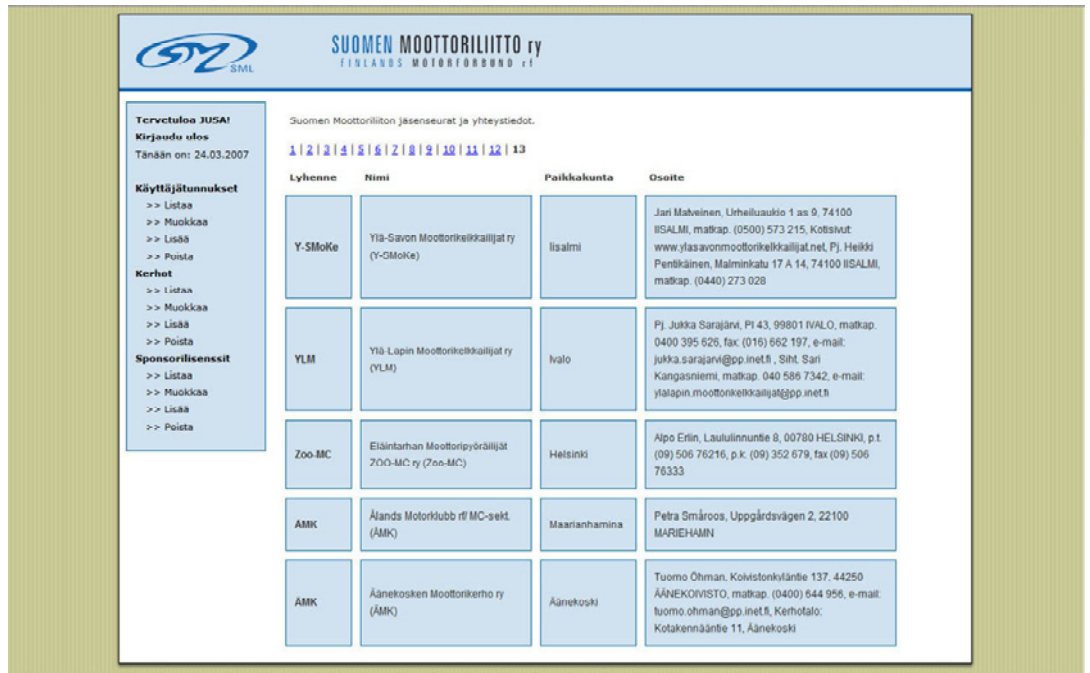 SML
SUOMEN MOOTTORILIITTO ry
FINLANDS MOTORFÖRBUND rf
Tervetuloa JUSA!
Kirjaudu ulos
Tänään on: 24.03.2007
Käyttäjätunnukset
>> Listaa
>> Muokkaa
>> Lisää
>> Poista
Kerhot
>> Listaa
>> Muokkaa
>> Lisää
>> Poista
Sponsorilisenssit
>> Listaa
>> Muokkaa
>> Lisää
>> Poista
Suomen Moottoriliiton jäsenseurat ja yhteystiedot.
1 | 2 | 3 | 4 | 5 | 6 | 7 | 8 | 9 | 10 | 11 | 12 | 13
Lyhenne Nimi Paikkakunta Osoite
Y-SMoKe
Ylä-Savon Moottorikelkkailijat ry
(Y-SMoKe)
Iisalmi
Jari Matveinen, Urheiluaukio 1 as 9, 74100
IISALMI, matkap. (0500) 573 215, Kotisivut:
www.ylasavonmoottorikelkkailijat.net, Pj. Heikki
Pentikäinen, Malminkatu 17 A 14, 74100 IISALMI,
matkap. (0440) 273 028
YLM
Ylä-Lapin Moottorikelkkailijat ry
(YLM)
Ivalo
Pj. Jukka Sarajärvi, Pl 43, 99801 IVALO, matkap.
0400 395 626, fax: (016) 662 197, e-mail:
jukka.sarajarvi@pp.inet.fi , Siht. Sari
Kangasniemi, matkap. 040 586 7342, e-mail:
ylalapin.moottorikelkkailijat@pp.inet.fi
Zoo-MC
Eläintarhan Moottoripyöräilijät
ZOO-MC ry (Zoo-MC)
Helsinki
Alpo Erlin, Laululinnuntie 8, 00780 HELSINKI, p.t.
(09) 506 76216, p.k. (09) 352 679, fax (09) 506
76333
ÅMK
Ålands Motorklubb rf/ MC-sekt.
(ÅMK)
Maarianhamina
Petra Småroos, Uppgårdsvägen 2, 22100
MARIEHAMN
ÄMK
Äänekosken Moottorikerho ry
(ÄMK)
Äänekoski
Tuomo Öhman, Koivistonkyläntie 137, 44250
ÄÄNEKOIVISTO, matkap. (0400) 644 956, e-mail:
tuomo.ohman@pp.inet.fi, Kerhotalo:
Kotakennääntie 11, Äänekoski